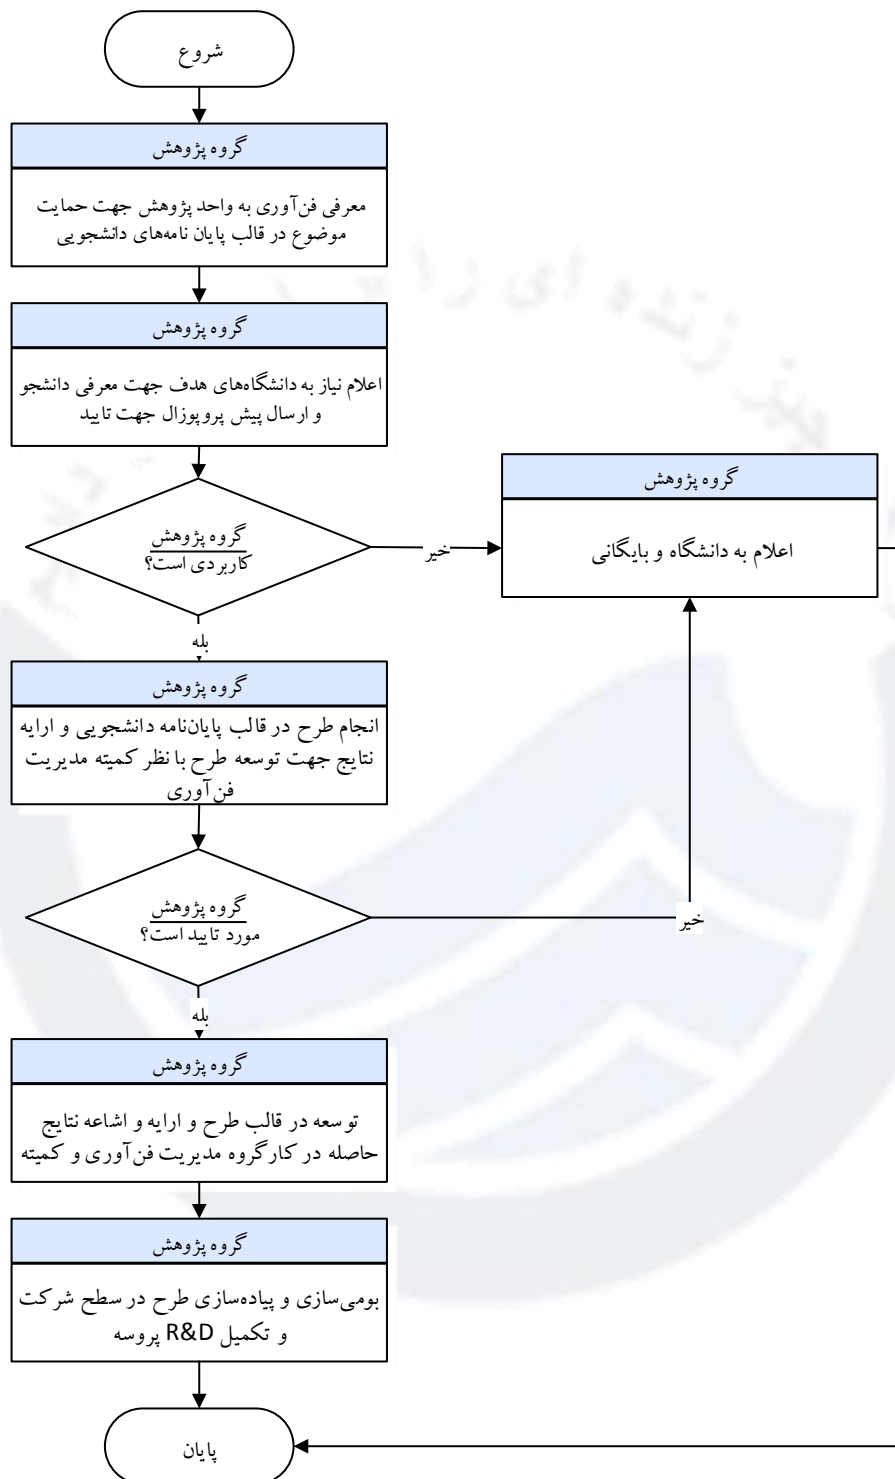 شروع
گروه پژوهش
معرفی فن‌آوری به واحد پژوهش جهت حمایت
موضوع در قالب پایان نامه‌های دانشجویی
گروه پژوهش
اعلام نیاز به دانشگاه‌های هدف جهت معرفی دانشجو
و ارسال پیش پروپوزال جهت تایید
گروه پژوهش
کاربردی است؟
خیر
گروه پژوهش
اعلام به دانشگاه و بایگانی
بله
گروه پژوهش
انجام طرح در قالب پایان‌نامه دانشجویی و ارایه
نتایج جهت توسعه طرح با نظر کمیته مدیریت
فن‌آوری
گروه پژوهش
مورد تایید است؟
خیر
بله
گروه پژوهش
توسعه در قالب طرح و ارایه و اشاعه نتایج
حاصله در کارگروه مدیریت فن‌آوری و کمیته
گروه پژوهش
بومی‌سازی و پیاده‌سازی طرح در سطح شرکت
و تکمیل R&D پروسه
پایان
چیز زنده ای را